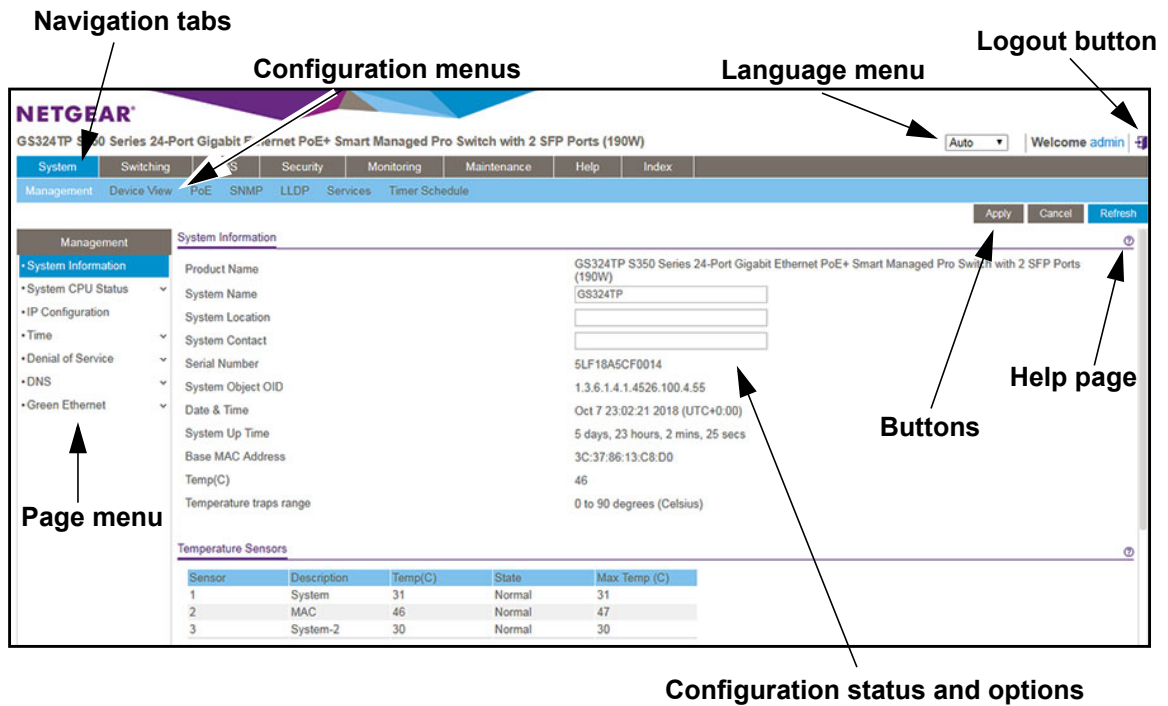 Navigation tabs
Logout button
Configuration menus
Language menu
NETGEAR
GS324TP S350 Series 24-Port Gigabit Ethernet PoE+ Smart Managed Pro Switch with 2 SFP Ports (190W)
Auto
Welcome admin
System Switching Security Monitoring Maintenance Help Index
Management Device View PoE SNMP LLDP Services Timer Schedule
Apply Cancel Refresh
Management
System Information
• System Information
• System CPU Status
• IP Configuration
• Time
• Denial of Service
• DNS
• Green Ethernet
Product Name GS324TP S350 Series 24-Port Gigabit Ethernet PoE+ Smart Managed Pro Switch with 2 SFP Ports
(190W)
System Name GS324TP
System Location
System Contact
Serial Number 5LF18A5CF0014
System Object OID 1.3.6.1.4.1.4526.100.4.55
Date & Time Oct 7 23:02:21 2018 (UTC+0:00)
System Up Time 5 days, 23 hours, 2 mins, 25 secs
Base MAC Address 3C:37:86:13:C8:D0
Temp(C) 46
Temperature traps range 0 to 90 degrees (Celsius)
Help page
Buttons
Page menu
Temperature Sensors
Sensor Description Temp(C) State Max Temp (C)
1 System 31 Normal 31
2 MAC 46 Normal 47
3 System-2 30 Normal 30
Configuration status and options